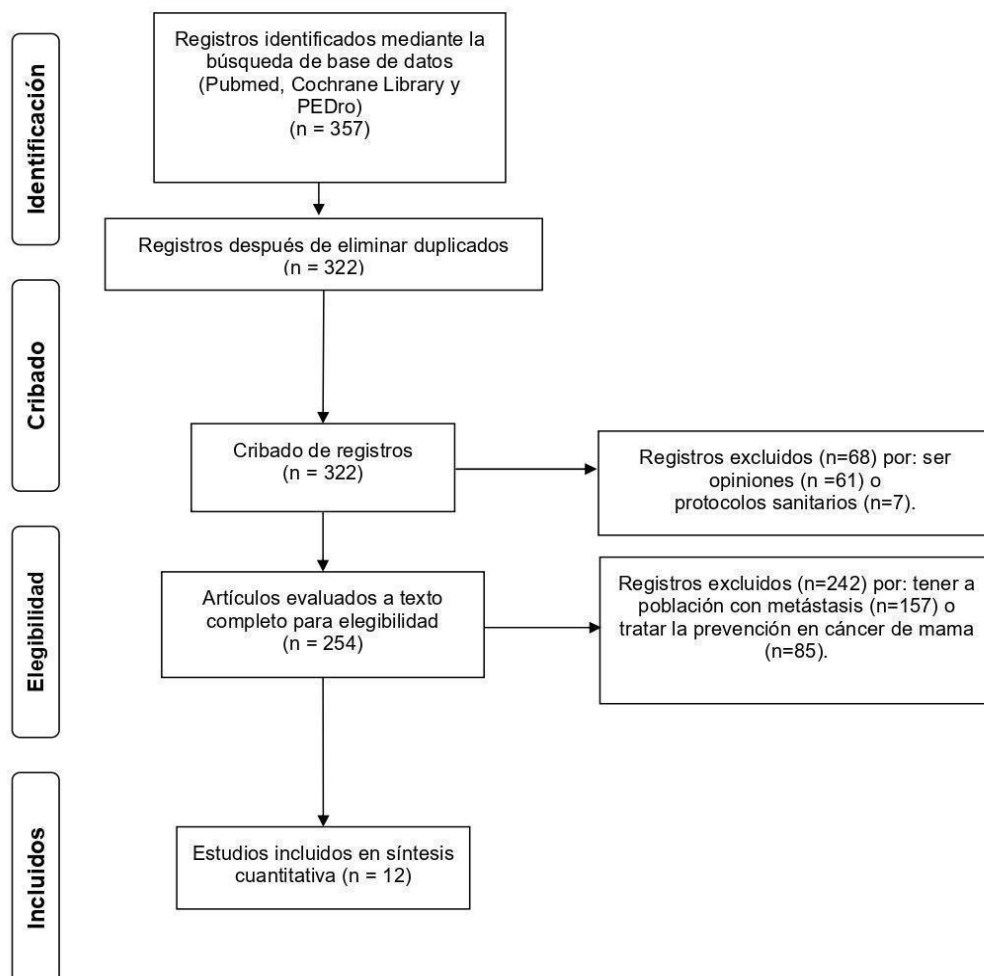 Identificación
Registros identificados mediante la
búsqueda de base de datos
(Pubmed, Cochrane Library y
PEDro)
(n = 357)
Registros después de eliminar duplicados
(n = 322)
Cribado
Cribado de registros
(n = 322)
Registros excluidos (n=68) por: ser
opiniones (n =61) o
protocolos sanitarios (n=7).
Elegibilidad
Artículos evaluados a texto
completo para elegibilidad
(n = 254)
Registros excluidos (n=242) por: tener a
población con metástasis (n=157) o
tratar la prevención en cáncer de mama
(n=85).
Incluidos
Estudios incluidos en síntesis
cuantitativa (n = 12)